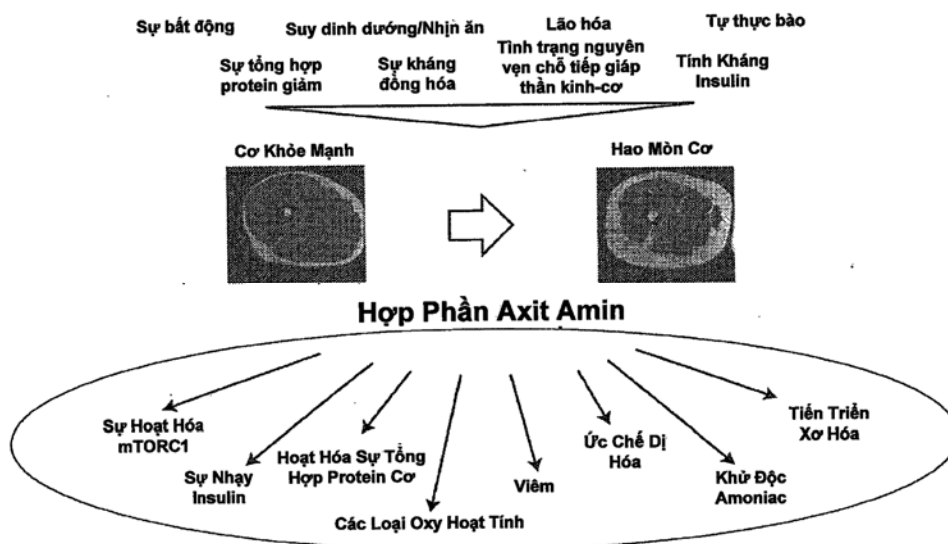 Sự bất động
Suy dinh dướng/Nhịn ăn
Lão hóa
Tự thực bào
Sự tổng hợp
protein giảm
Sự kháng
đồng hóa
Tình trạng nguyên
vẹn chỗ tiếp giáp
thần kinh-cơ
Tính Kháng
Insulin
Cơ Khỏe Mạnh
Hao Mòn Cơ
Hợp Phần Axit Amin
Sự Hoạt Hóa
mTORC1
Sự Nhạy
Insulin
Hoạt Hóa Sự Tổng
Hợp Protein Cơ
Các Loại Oxy Hoạt Tính
Viêm
Ức Chế Dị
Hóa
Khử Độc
Amoniac
Tiến Triển
Xơ Hóa